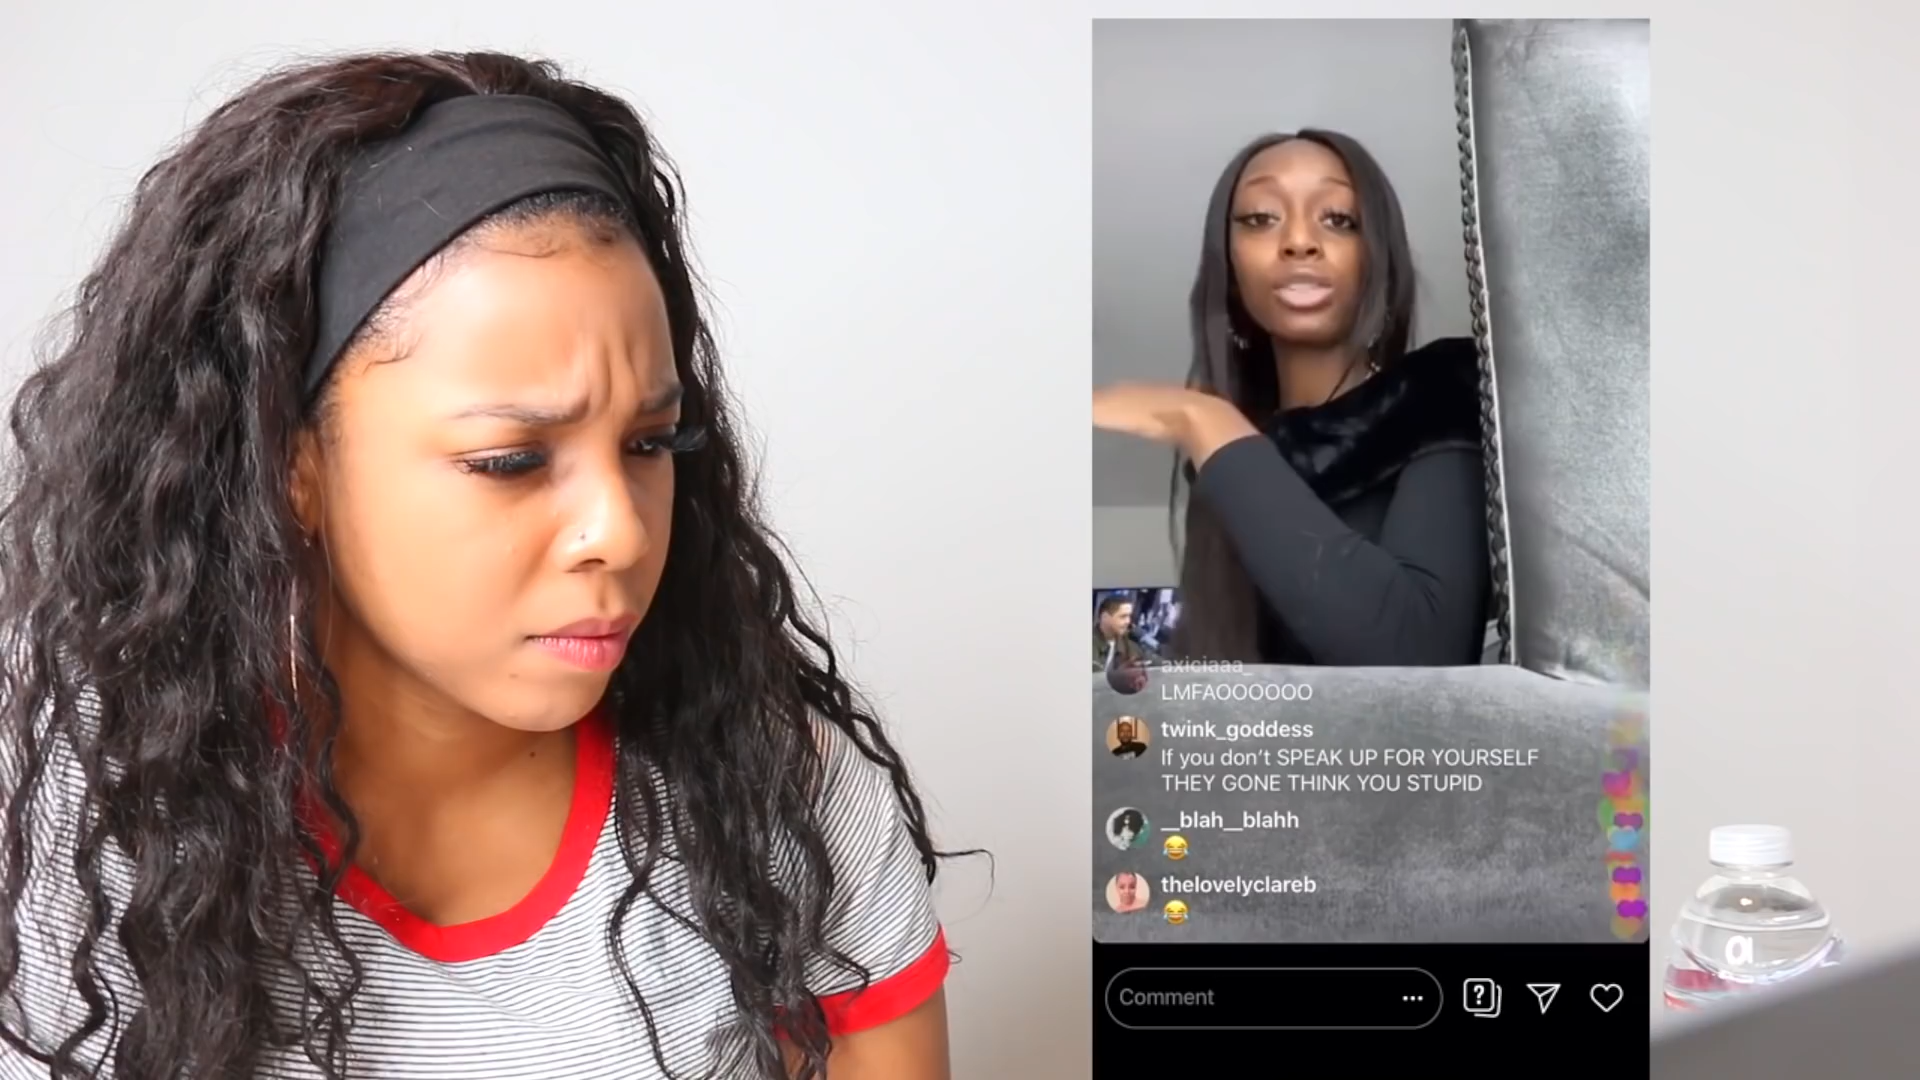 axiciaaa_
LMFAOOOOOO
twink_goddess
If you don't SPEAK UP FOR YOURSELF
THEY GONE THINK YOU STUPID
__blah__blahh
😂
thelovelyclareb
😂
Comment
a